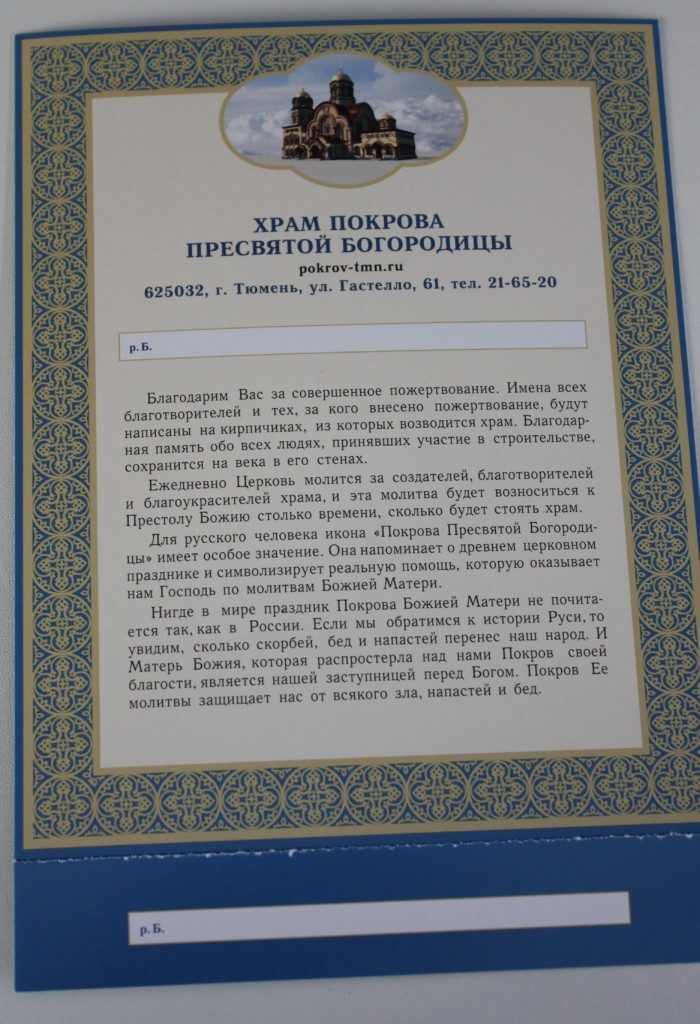 ХРАМ ПОКРОВА
ПРЕСВЯТОЙ БОГОРОДИЦЫ
pokrov-tmn.ru
625032, г. Тюмень, ул. Гастелло, 61, тел. 21-65-20
р. Б.
Благодарим Вас за совершенное пожертвование. Имена всех
благотворителей и тех, за кого внесено пожертвование, будут
написаны на кирпичиках, из которых возводится храм. Благодар-
ная память обо всех людях, принявших участие в строительстве,
сохранится на века в его стенах.
Ежедневно Церковь молится за создателей, благотворителей
и благоукрасителей храма, и эта молитва будет возноситься к
Престолу Божию столько времени, сколько будет стоять храм.
Для русского человека икона «Покрова Пресвятой Богороди-
цы» имеет особое значение. Она напоминает о древнем церковном
празднике и символизирует реальную помощь, которую оказывает
нам Господь по молитвам Божией Матери.
Нигде в мире праздник Покрова Божией Матери не почита-
ется так, как в России. Если мы обратимся к истории Руси, то
увидим, сколько скорбей, бед и напастей перенес наш народ. И
Матерь Божия, которая распростерла над нами Покров своей
благости, является нашей заступницей перед Богом. Покров Ее
молитвы защищает нас от всякого зла, напастей и бед.
р. Б.